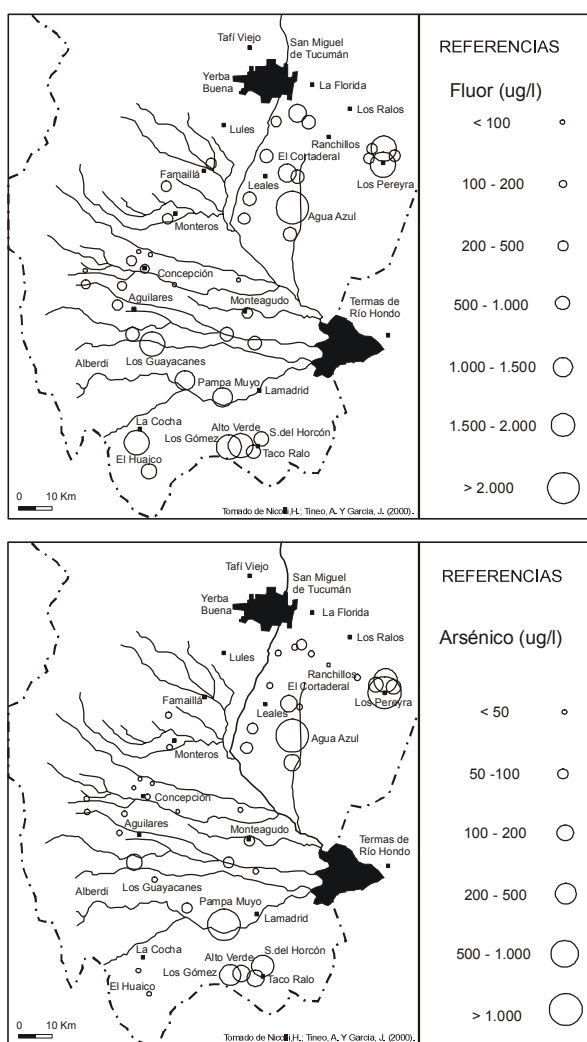 Tafí Viejo
San Miguel
de Tucumán
Yerba
Buena
La Florida
Los Ralos
Lules
Ranchillos
El Cortaderal
Famaillá
Leales
Los Pereyra
Agua Azul
Monteros
Concepción
Aguilares
Monteagudo
Termas de
Río Hondo
Alberdi
Los Guayacanes
Pampa Muyo
Lamadrid
La Cocha
Alto Verde
S.del Horcón
Los Gómez
El Huaico
Taco Ralo
0 10 Km
Tomado de Nicolli,H.; Tineo, A. Y García, J. (2000).
REFERENCIAS
Fluor (ug/l)
< 100
100 - 200
200 - 500
500 - 1.000
1.000 - 1.500
1.500 - 2.000
> 2.000
Tafí Viejo
San Miguel
de Tucumán
Yerba
Buena
La Florida
Los Ralos
Lules
Ranchillos
El Cortaderal
Famaillá
Leales
Los Pereyra
Agua Azul
Monteros
Concepción
Aguilares
Monteagudo
Termas de
Río Hondo
Alberdi
Los Guayacanes
Pampa Muyo
Lamadrid
La Cocha
Alto Verde
S.del Horcón
Los Gómez
El Huaico
Taco Ralo
0 10 Km
Tomado de Nicolli,H.; Tineo, A. Y García, J. (2000).
REFERENCIAS
Arsénico (ug/l)
< 50
50 -100
100 - 200
200 - 500
500 - 1.000
> 1.000